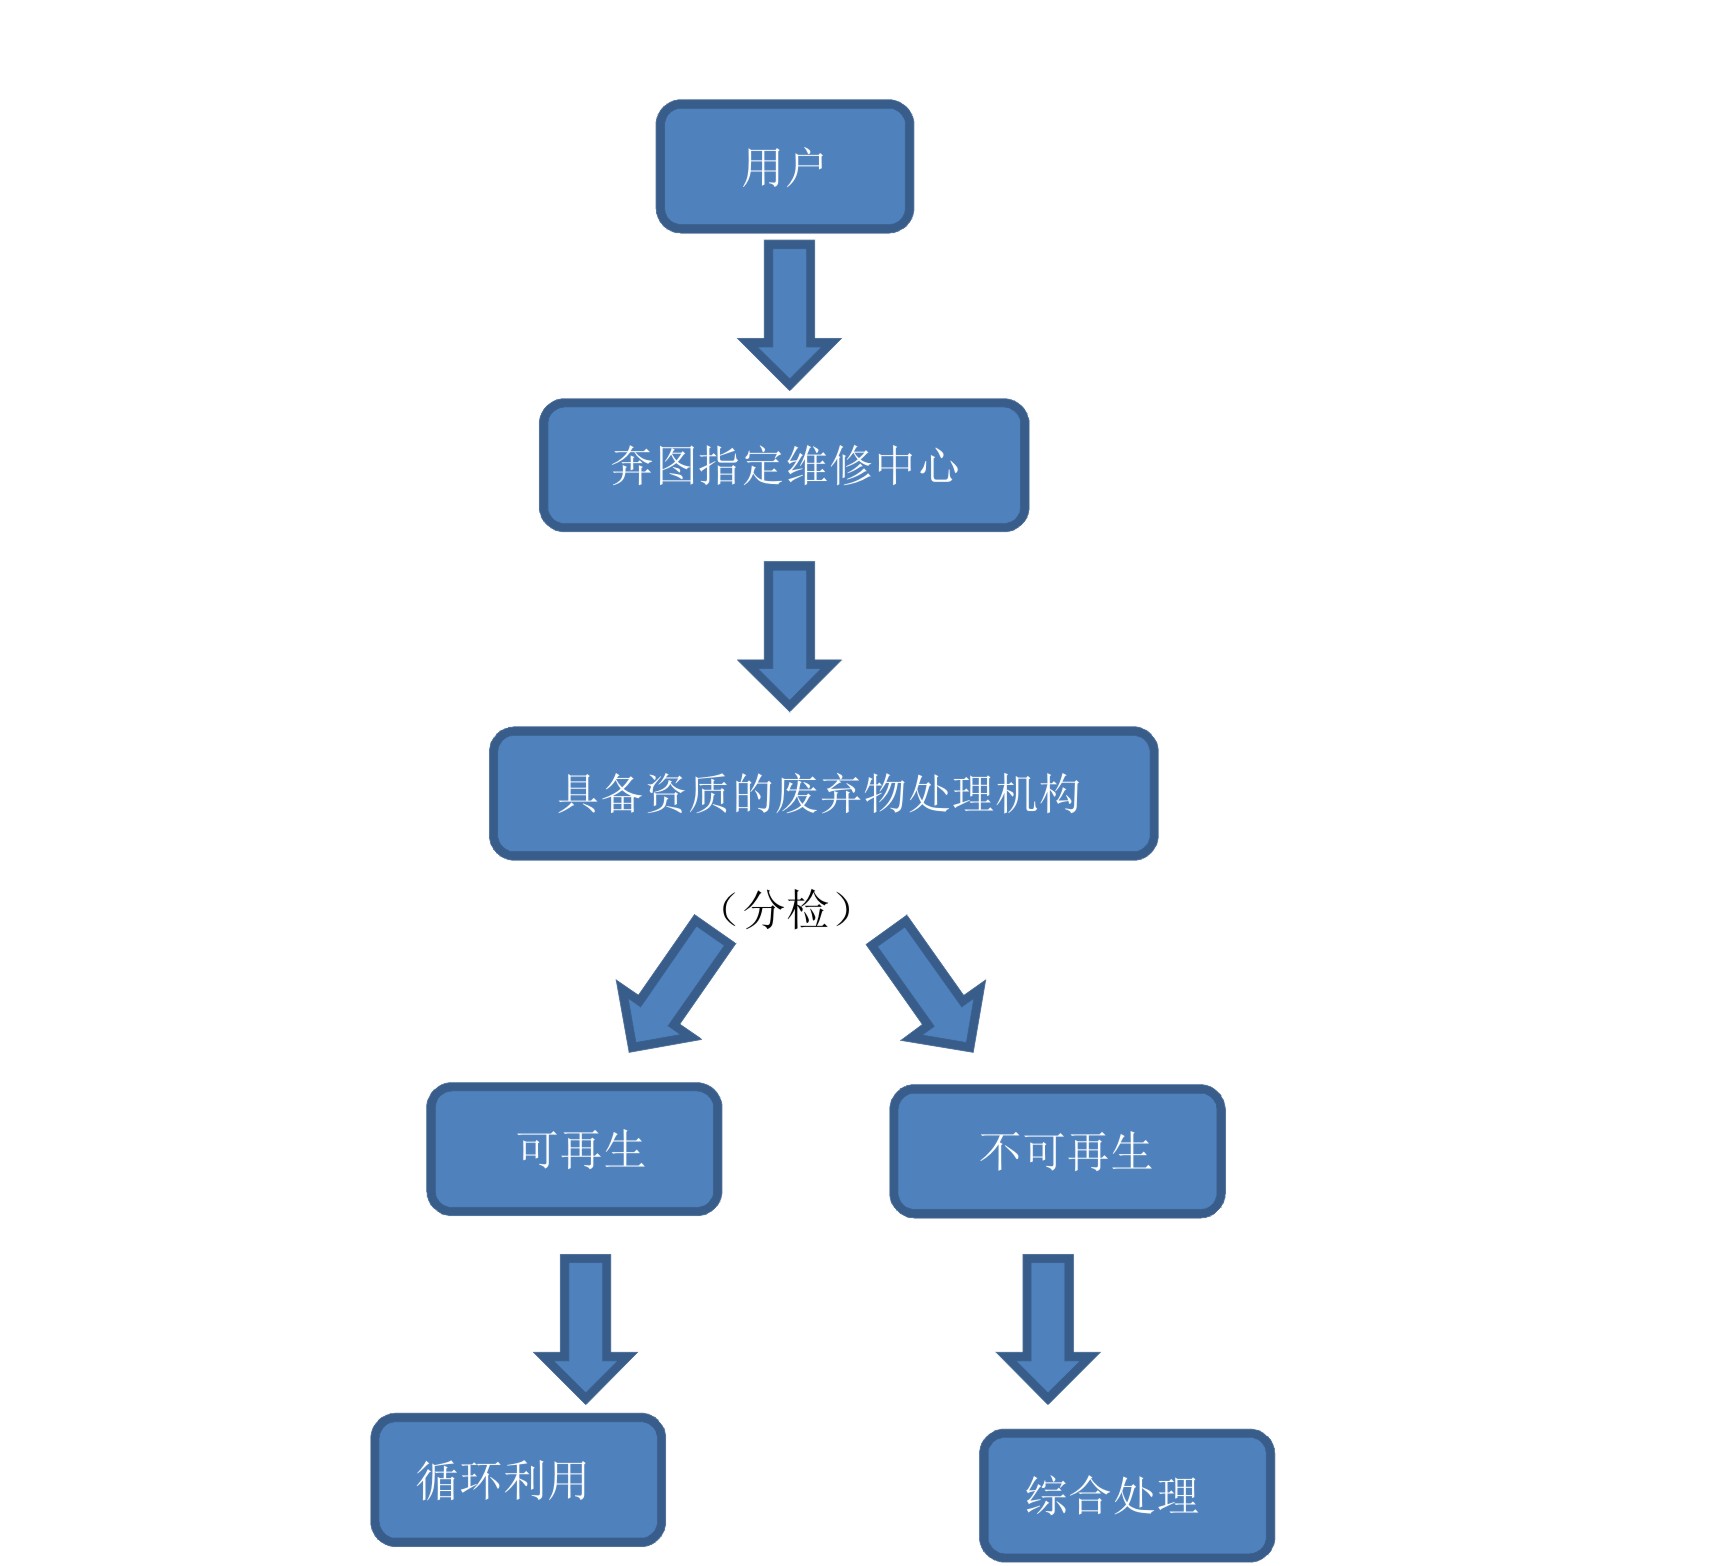 用户
奔图指定维修中心
具备资质的废弃物处理机构
（分检）
可再生
不可再生
循环利用
综合处理